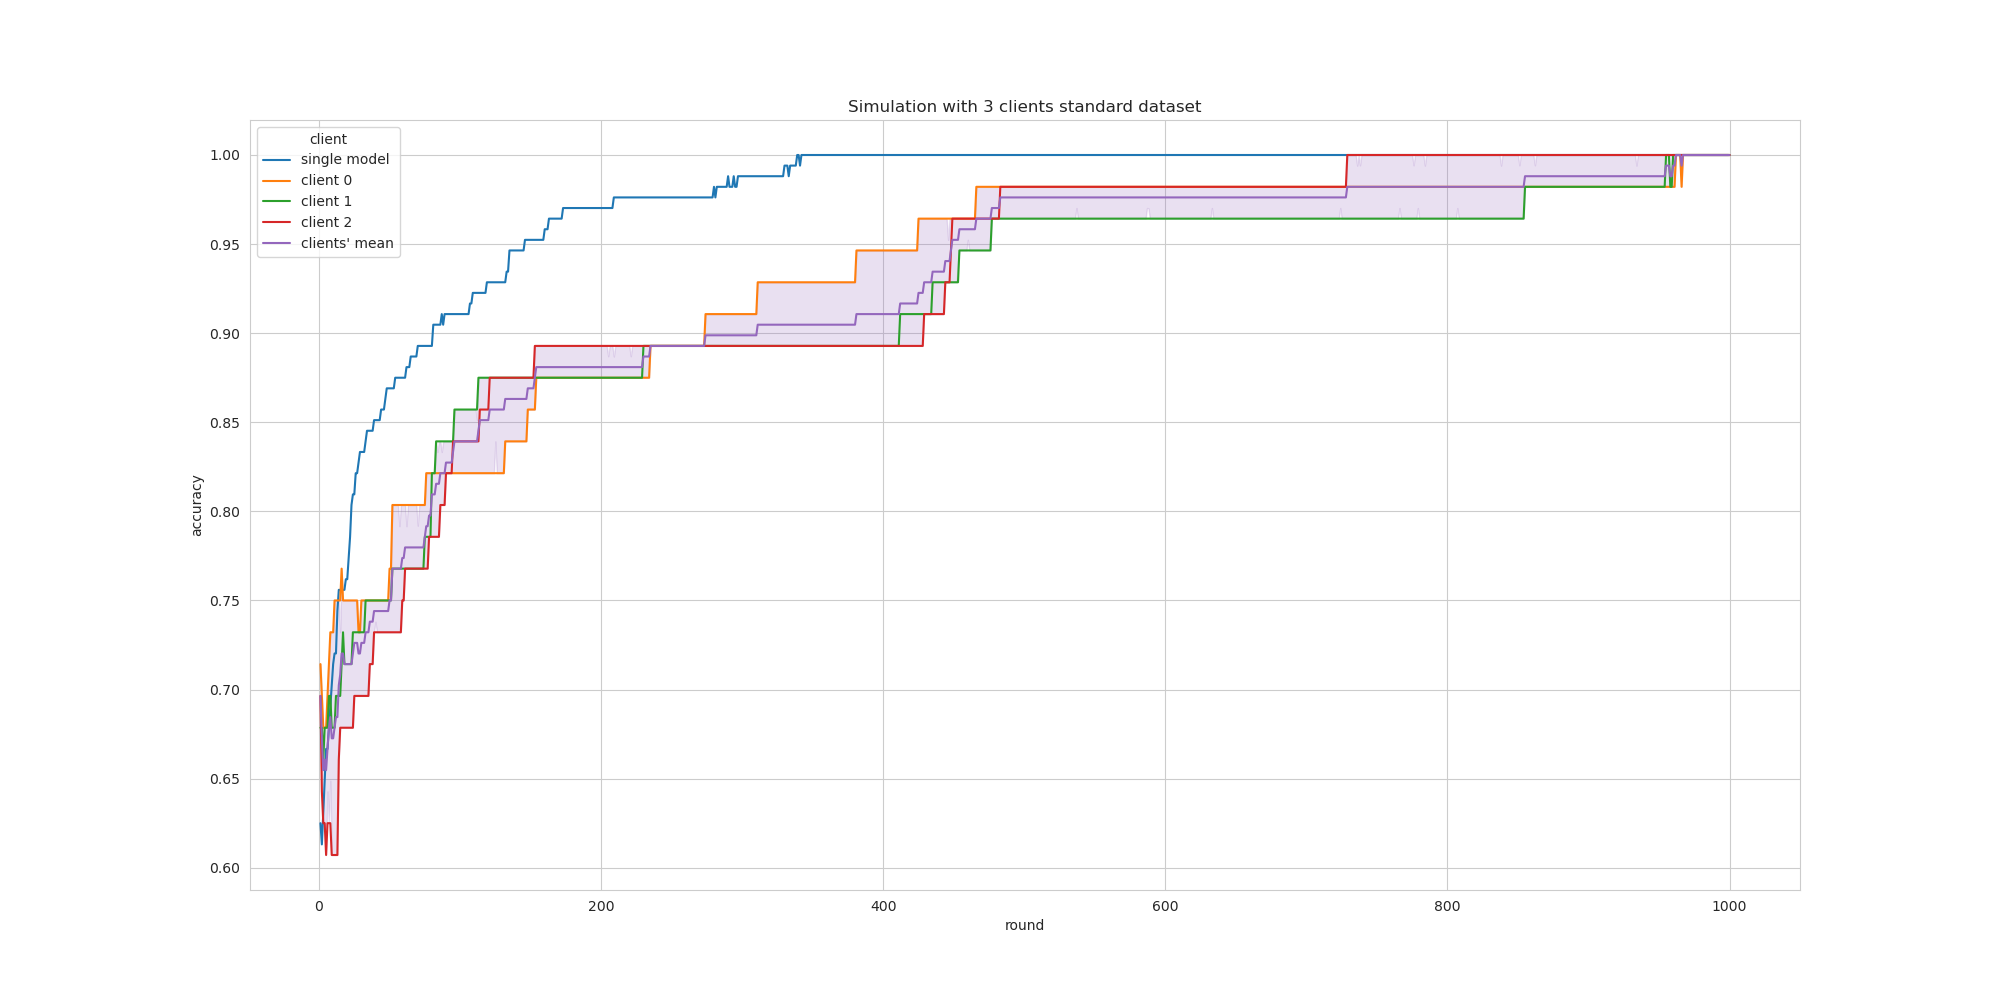 Simulation with 3 clients standard dataset
client
single model
client 0
client 1
client 2
clients' mean
1.00
0.95
0.90
0.85
0.80
0.75
0.70
0.65
0.60
accuracy
0 200 400 600 800 1000
round